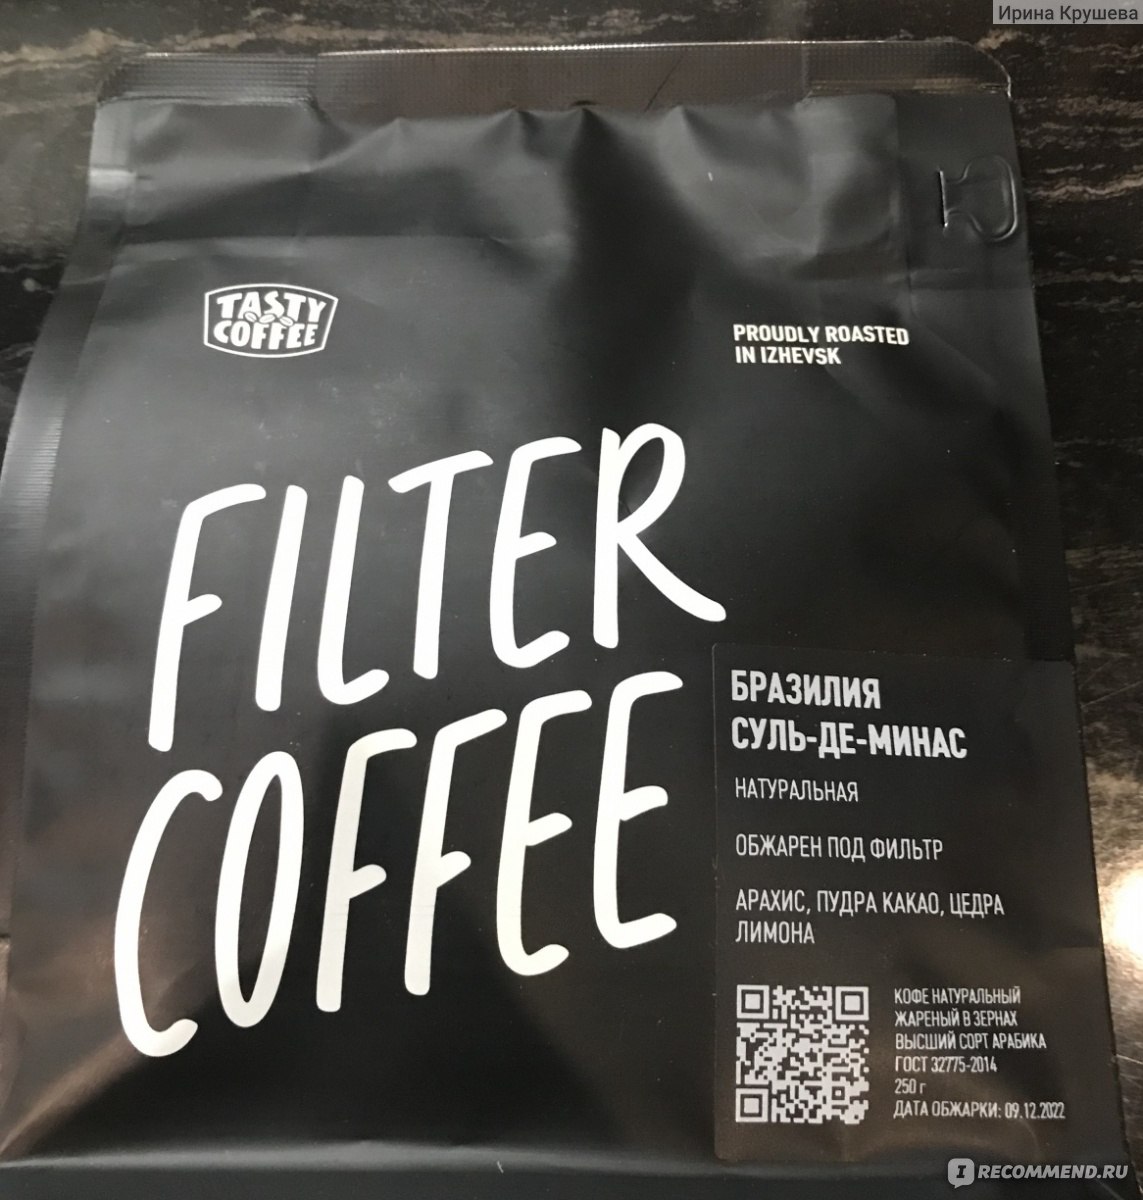 Ирина Крушева
TASTY
COFFEE
PROUDLY ROASTED
IN IZHEVSK
FILTER
COFFEE
БРАЗИЛИЯ
СУЛЬ-ДЕ-МИНАС
НАТУРАЛЬНАЯ
ОБЖАРЕН ПОД ФИЛЬТР
АРАХИС, ПУДРА КАКАО, ЦЕДРА
ЛИМОНА
КОФЕ НАТУРАЛЬНЫЙ
ЖАРЕНЫЙ В ЗЕРНАХ
ВЫСШИЙ СОРТ АРАБИКА
ГОСТ 32775-2014
250 г
ДАТА ОБЖАРКИ: 09.12.2022
IRECOMMEND.RU